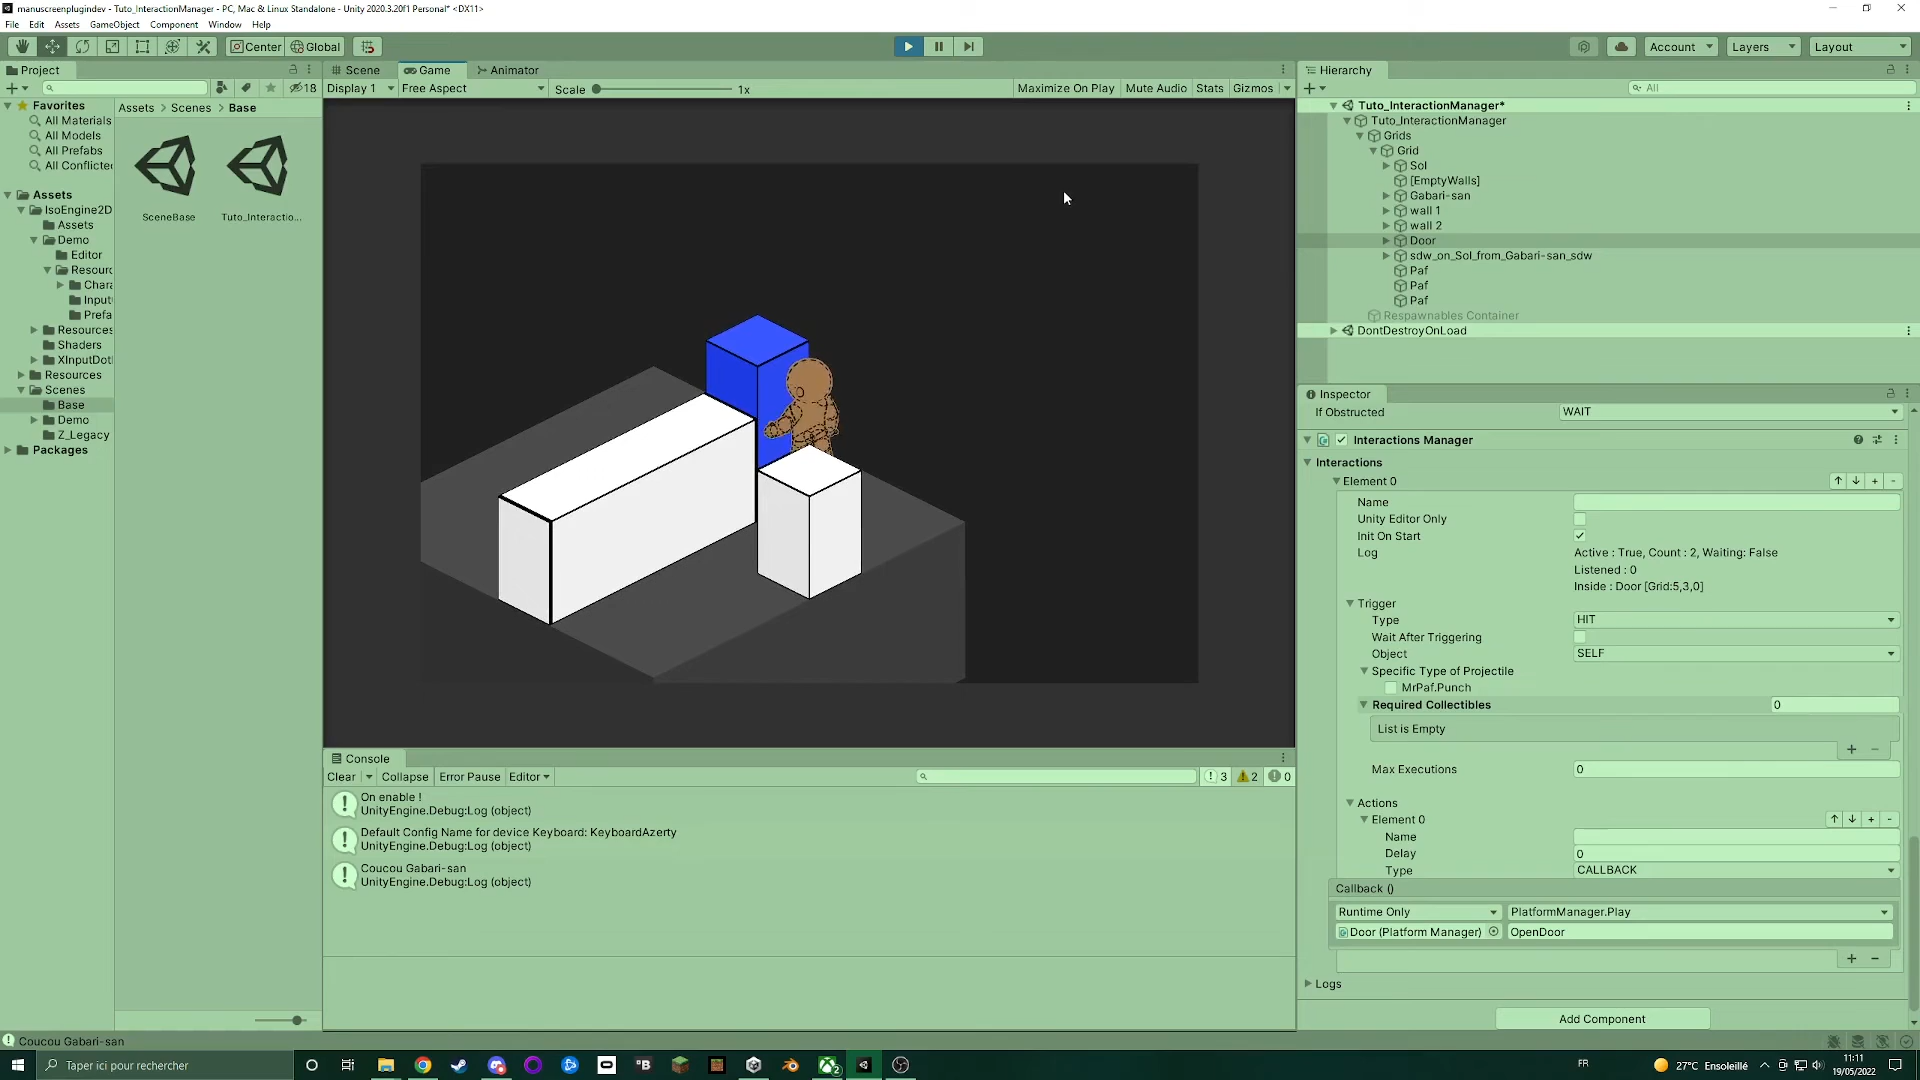 manuscreenplugindev - Tuto_InteractionManager - PC, Mac & Linux Standalone - Unity 2020.3.20f1 Personal* <DX11>
File Edit Assets GameObject Component Window Help
Center Global Account Layers Layout
Project
18
Favorites
All Materials
All Models
All Prefabs
All Conflicte
Assets
IsoEngine2D
Assets
Demo
Editor
Resourc
Chara
Input
Prefa
Resources
Shaders
XInputDot
Resources
Scenes
Base
Demo
Z_Legacy
Packages
Assets Scenes Base
SceneBase
Tuto_Interactio...
Scene Game Animator
Display 1 Free Aspect Scale 1x Maximize On Play Mute Audio Stats Gizmos
Console
Clear Collapse Error Pause Editor 3 2 0
On enable !
UnityEngine.Debug:Log (object)
Default Config Name for device Keyboard: KeyboardAzerty
UnityEngine.Debug:Log (object)
Coucou Gabari-san
UnityEngine.Debug:Log (object)
Hierarchy
All
Tuto_InteractionManager*
Tuto_InteractionManager
Grids
Grid
Sol
[EmptyWalls]
Gabari-san
wall 1
wall 2
Door
sdw_on_Sol_from_Gabari-san_sdw
Paf
Paf
Paf
Respawnables Container
DontDestroyOnLoad
Inspector
If Obstructed WAIT
Interactions Manager
Interactions
Element 0
Name
Unity Editor Only
Init On Start
Log Active : True, Count : 2, Waiting: False
Listened : 0
Inside : Door [Grid:5,3,0]
Trigger
Type HIT
Wait After Triggering
Object SELF
Specific Type of Projectile
MrPaf.Punch
Required Collectibles 0
List is Empty
Max Executions 0
Actions
Element 0
Name
Delay 0
Type CALLBACK
Callback ()
Runtime Only PlatformManager.Play
Door (Platform Manager) OpenDoor
Logs
Add Component
Coucou Gabari-san
Taper ici pour rechercher
FR
27°C Ensoleillé
11:11
19/05/2022